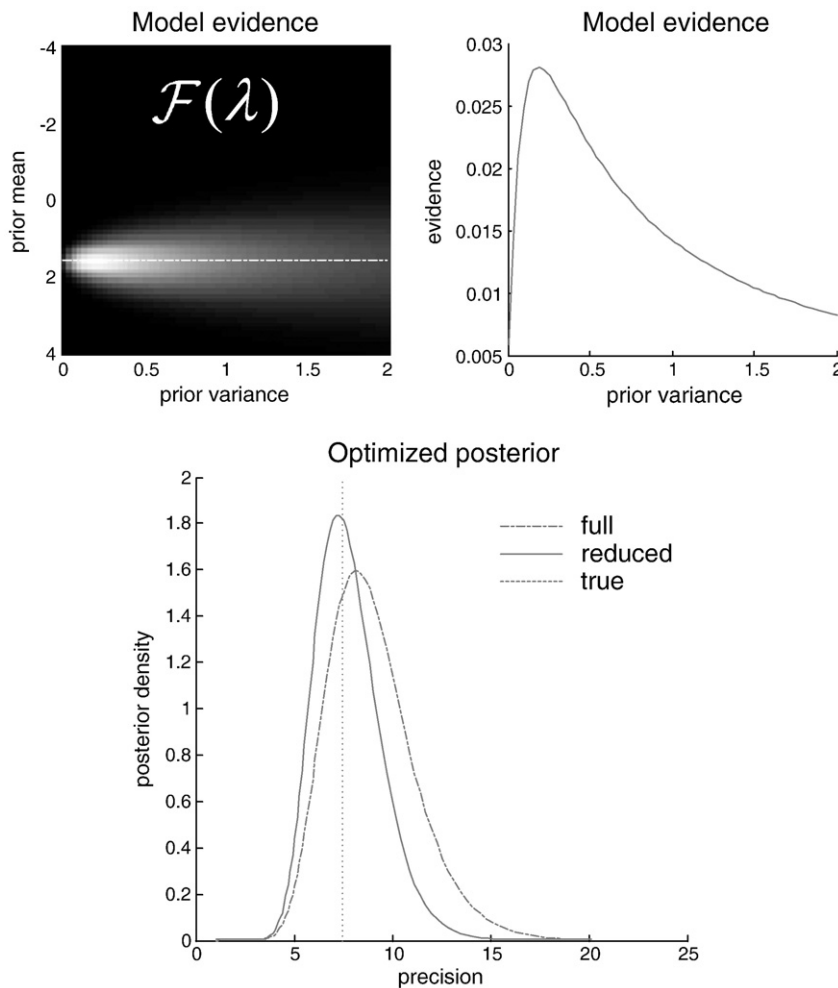 Model evidence
-4
-2
0
2
4
prior mean
F(λ)
0 0.5 1 1.5 2
prior variance
Model evidence
0.03
0.025
0.02
0.015
0.01
0.005
evidence
0 0.5 1 1.5 2
prior variance
Optimized posterior
2
1.8
1.6
1.4
1.2
1
0.8
0.6
0.4
0.2
0
posterior density
full
reduced
true
0 5 10 15 20 25
precision